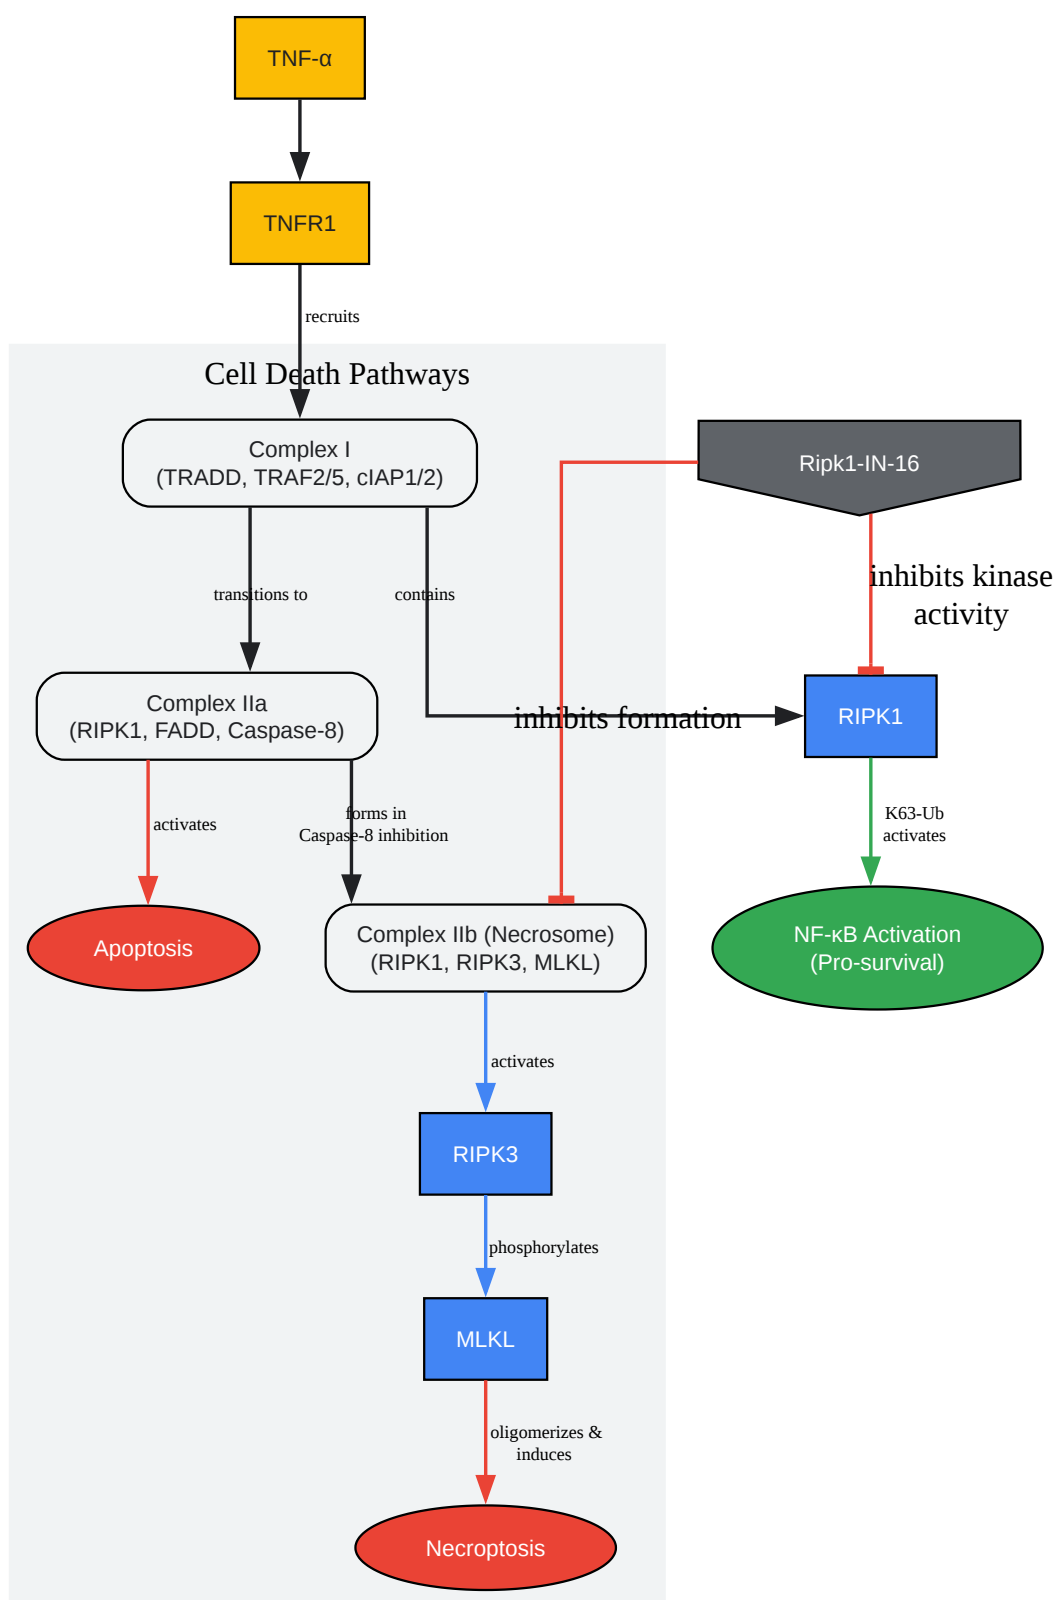 TNF-α
TNFR1
recruits
Cell Death Pathways
Complex I
(TRADD, TRAF2/5, cIAP1/2)
Ripk1-IN-16
inhibits kinase
activity
transitions to
contains
Complex IIa
(RIPK1, FADD, Caspase-8)
inhibits formation
RIPK1
activates
forms in
Caspase-8 inhibition
K63-Ub
activates
Apoptosis
Complex IIb (Necrosome)
(RIPK1, RIPK3, MLKL)
NF-κB Activation
(Pro-survival)
activates
RIPK3
phosphorylates
MLKL
oligomerizes &
induces
Necroptosis